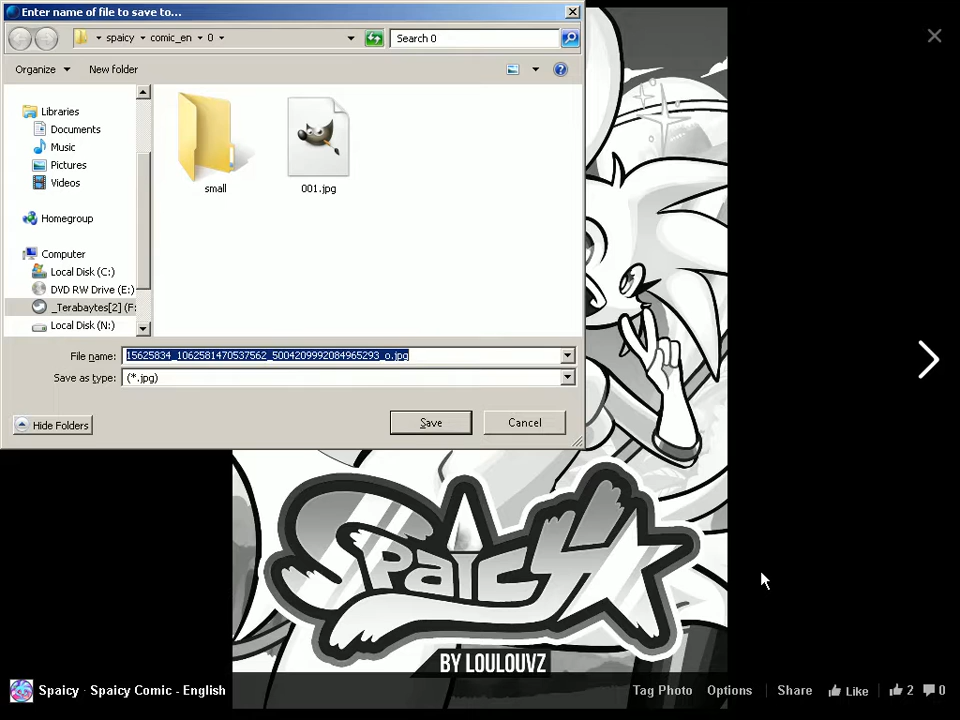 Enter name of file to save to...
spaicy comic_en 0
Search 0
Organize
New folder
Libraries
Documents
Music
Pictures
Videos
Homegroup
Computer
Local Disk (C:)
DVD RW Drive (E:)
_Terabaytes[2] (F:
Local Disk (N:)
small
001.jpg
File name:
15625834_1062581470537562_5004209992084965293_o.jpg
Save as type:
(*.jpg)
Hide Folders
Save
Cancel
SPAICY
BY LOULOUVZ
Spaicy · Spaicy Comic - English
Tag Photo Options Share Like 2 0